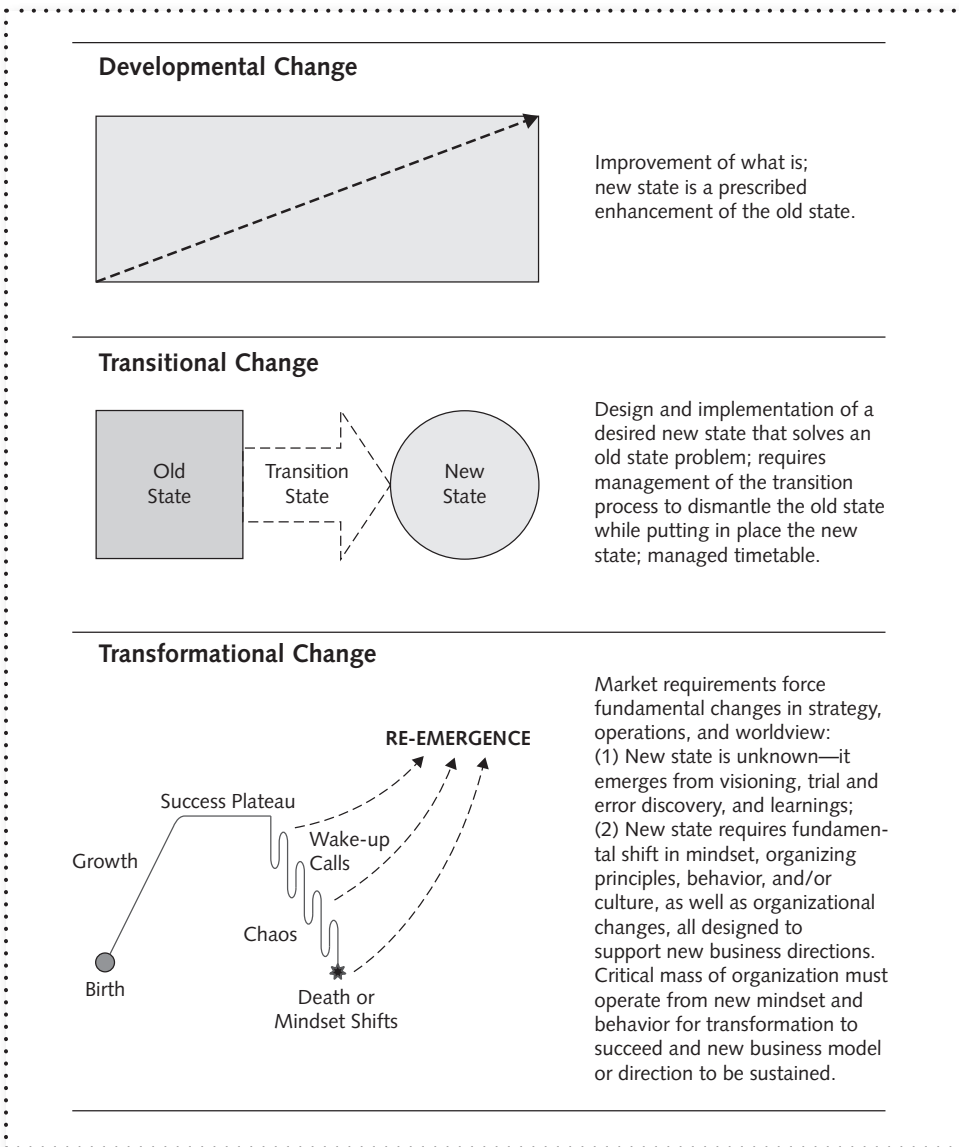 Developmental Change
Improvement of what is;
new state is a prescribed
enhancement of the old state.
Transitional Change
Old
State
Transition
State
New
State
Design and implementation of a
desired new state that solves an
old state problem; requires
management of the transition
process to dismantle the old state
while putting in place the new
state; managed timetable.
Transformational Change
RE-EMERGENCE
Success Plateau
Wake-up
Calls
Growth
Chaos
Birth
Death or
Mindset Shifts
Market requirements force
fundamental changes in strategy,
operations, and worldview:
(1) New state is unknown—it
emerges from visioning, trial and
error discovery, and learnings;
(2) New state requires fundamen-
tal shift in mindset, organizing
principles, behavior, and/or
culture, as well as organizational
changes, all designed to
support new business directions.
Critical mass of organization must
operate from new mindset and
behavior for transformation to
succeed and new business model
or direction to be sustained.